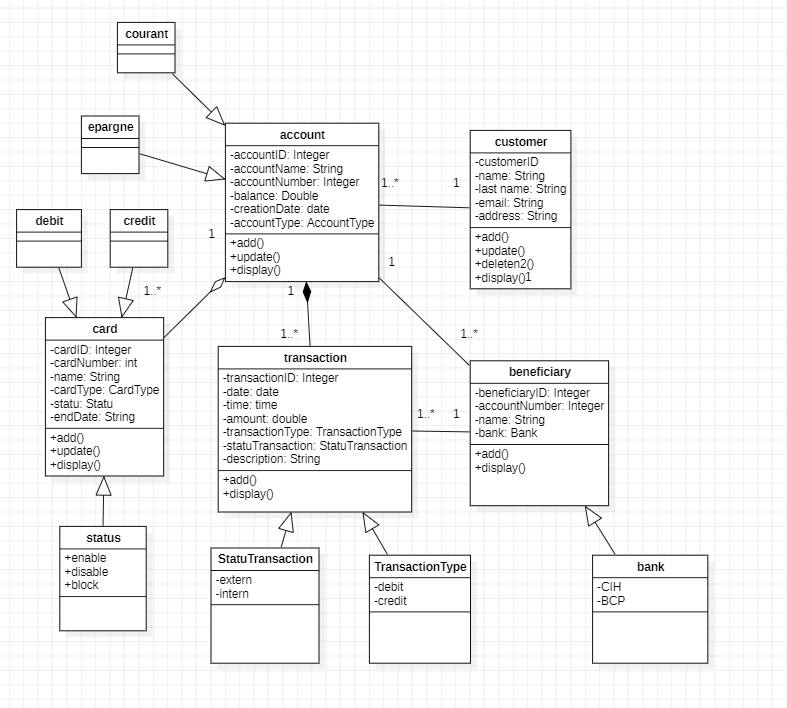 courant
epargne
account
-accountID: Integer
-accountName: String
-accountNumber: Integer
-balance: Double
-creationDate: date
-accountType: AccountType
+add()
+update()
+display()
customer
-customerID
-name: String
-last name: String
-email: String
-address: String
+add()
+update()
+deleten2()
+display()1
1..*
1
debit
credit
1
1..*
1
1..*
1
1..*
card
-cardID: Integer
-cardNumber: int
-name: String
-cardType: CardType
-statu: Statu
-endDate: String
+add()
+update()
+display()
transaction
-transactionID: Integer
-date: date
-time: time
-amount: double
-transactionType: TransactionType
-statuTransaction: StatuTransaction
-description: String
+add()
+display()
1..*
1
beneficiary
-beneficiaryID: Integer
-accountNumber: Integer
-name: String
-bank: Bank
+add()
+display()
status
+enable
+disable
+block
StatuTransaction
-extern
-intern
TransactionType
-debit
-credit
bank
-CIH
-BCP